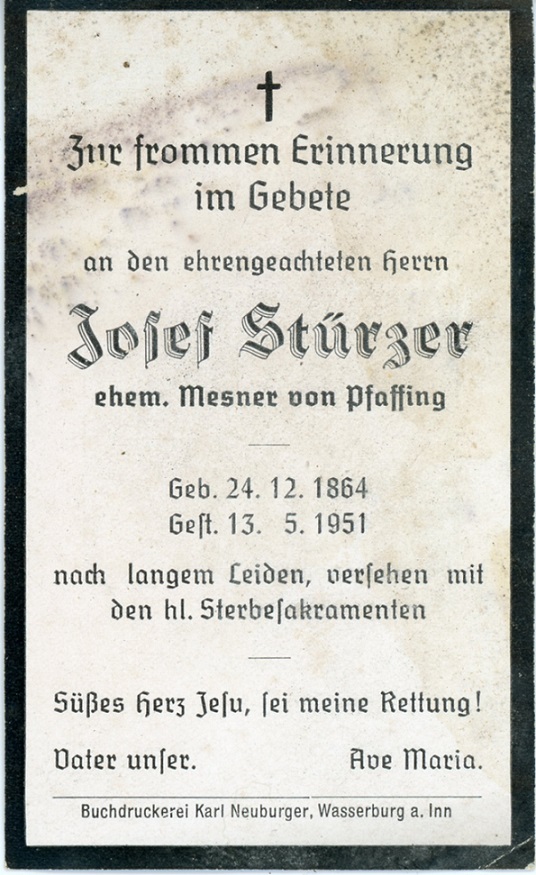 Zur frommen Erinnerung
im Gebete
an den ehrengeachteten Herrn
Josef Stürzer
ehem. Mesner von Pfaffing
Geb. 24. 12. 1864
Geſt. 13. 5. 1951
nach langem Leiden, verſehen mit
den hl. Sterbeſakramenten
Süßes Herz Jeſu, ſei meine Rettung!
Vater unſer. Ave Maria.
Buchdruckerei Karl Neuburger, Wasserburg a. Inn